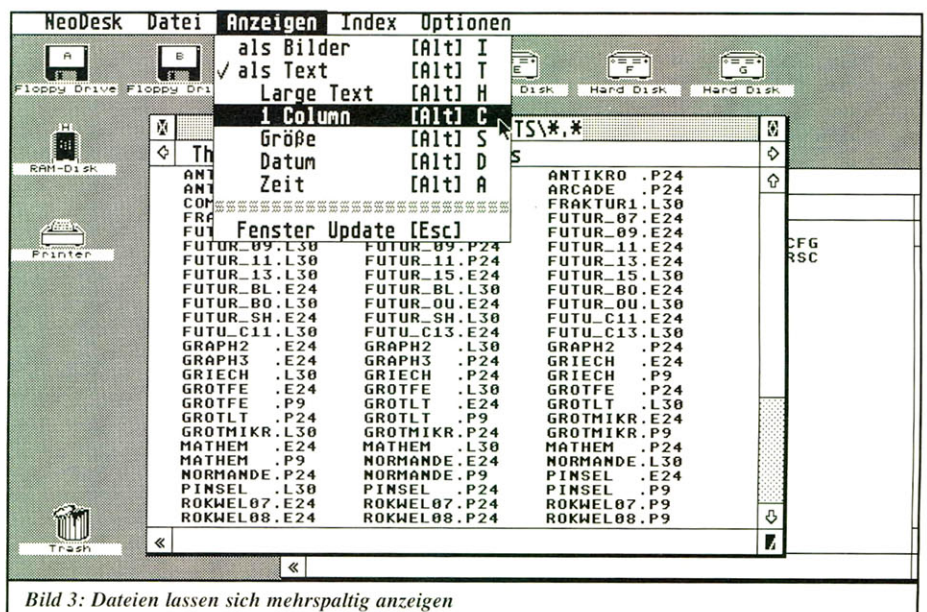 NeoDesk Datei Anzeigen Index Optionen
als Bilder [Alt] I
✓ als Text [Alt] T
Large Text [Alt] H
1 Column [Alt] C
Größe [Alt] S
Datum [Alt] D
Zeit [Alt] A
Fenster Update [Esc]
A
B
E
F
G
Floppy Drive
Floppy Dri
Disk
Hard Disk
Hard Disk
H
RAM-Disk
Printer
Trash
TS\*.*
Th s
ANT ANTIKRO .P24
ANT ARCADE .P24
COM FRAKTUR1.L30
FRA FUTUR_07.E24
FUT FUTUR_09.E24
FUTUR_09.L30 FUTUR_09.P24 FUTUR_11.E24
FUTUR_11.L30 FUTUR_11.P24 FUTUR_13.E24
FUTUR_13.L30 FUTUR_15.E24 FUTUR_15.L30
FUTUR_BL.E24 FUTUR_BL.L30 FUTUR_BO.E24
FUTUR_BO.L30 FUTUR_OU.E24 FUTUR_OU.L30
FUTUR_SH.E24 FUTUR_SH.L30 FUTU_C11.E24
FUTU_C11.L30 FUTU_C13.E24 FUTU_C13.L30
GRAPH2 .E24 GRAPH2 .L30 GRAPH2 .P24
GRAPH3 .E24 GRAPH3 .P24 GRIECH .E24
GRIECH .L30 GRIECH .P24 GRIECH .P9
GROTFE .E24 GROTFE .L30 GROTFE .P24
GROTFE .P9 GROTLT .E24 GROTLT .L30
GROTLT .P24 GROTLT .P9 GROTMIKR.E24
GROTMIKR.L30 GROTMIKR.P24 GROTMIKR.P9
MATHEM .E24 MATHEM .L30 MATHEM .P24
MATHEM .P9 NORMANDE.E24 NORMANDE.L30
NORMANDE.P24 NORMANDE.P9 PINSEL .E24
PINSEL .L30 PINSEL .P24 PINSEL .P9
ROKWEL07.E24 ROKWEL07.P24 ROKWEL07.P9
ROKWEL08.E24 ROKWEL08.P24 ROKWEL08.P9
CFG
RSC
Bild 3: Dateien lassen sich mehrspaltig anzeigen